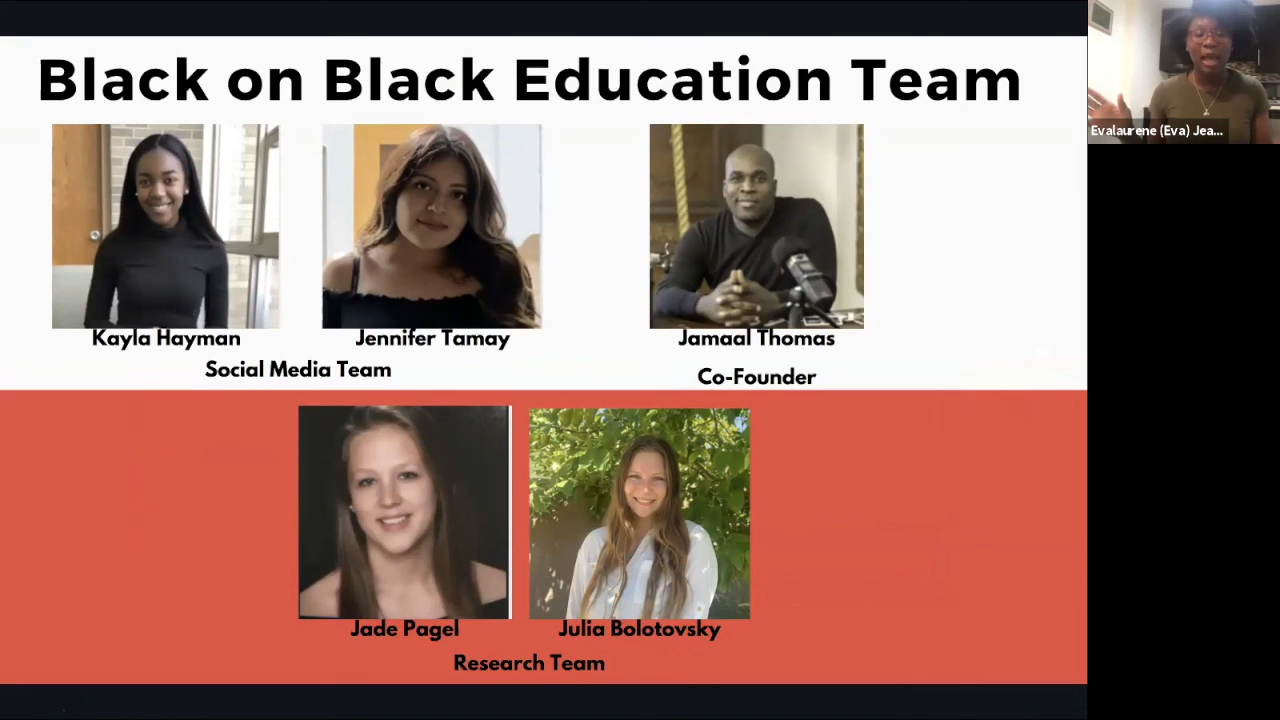 Black on Black Education Team
Evalaurene (Eva) Jea...
Kayla Hayman
Jennifer Tamay
Jamaal Thomas
Social Media Team
Co-Founder
Jade Pagel
Julia Bolotovsky
Research Team